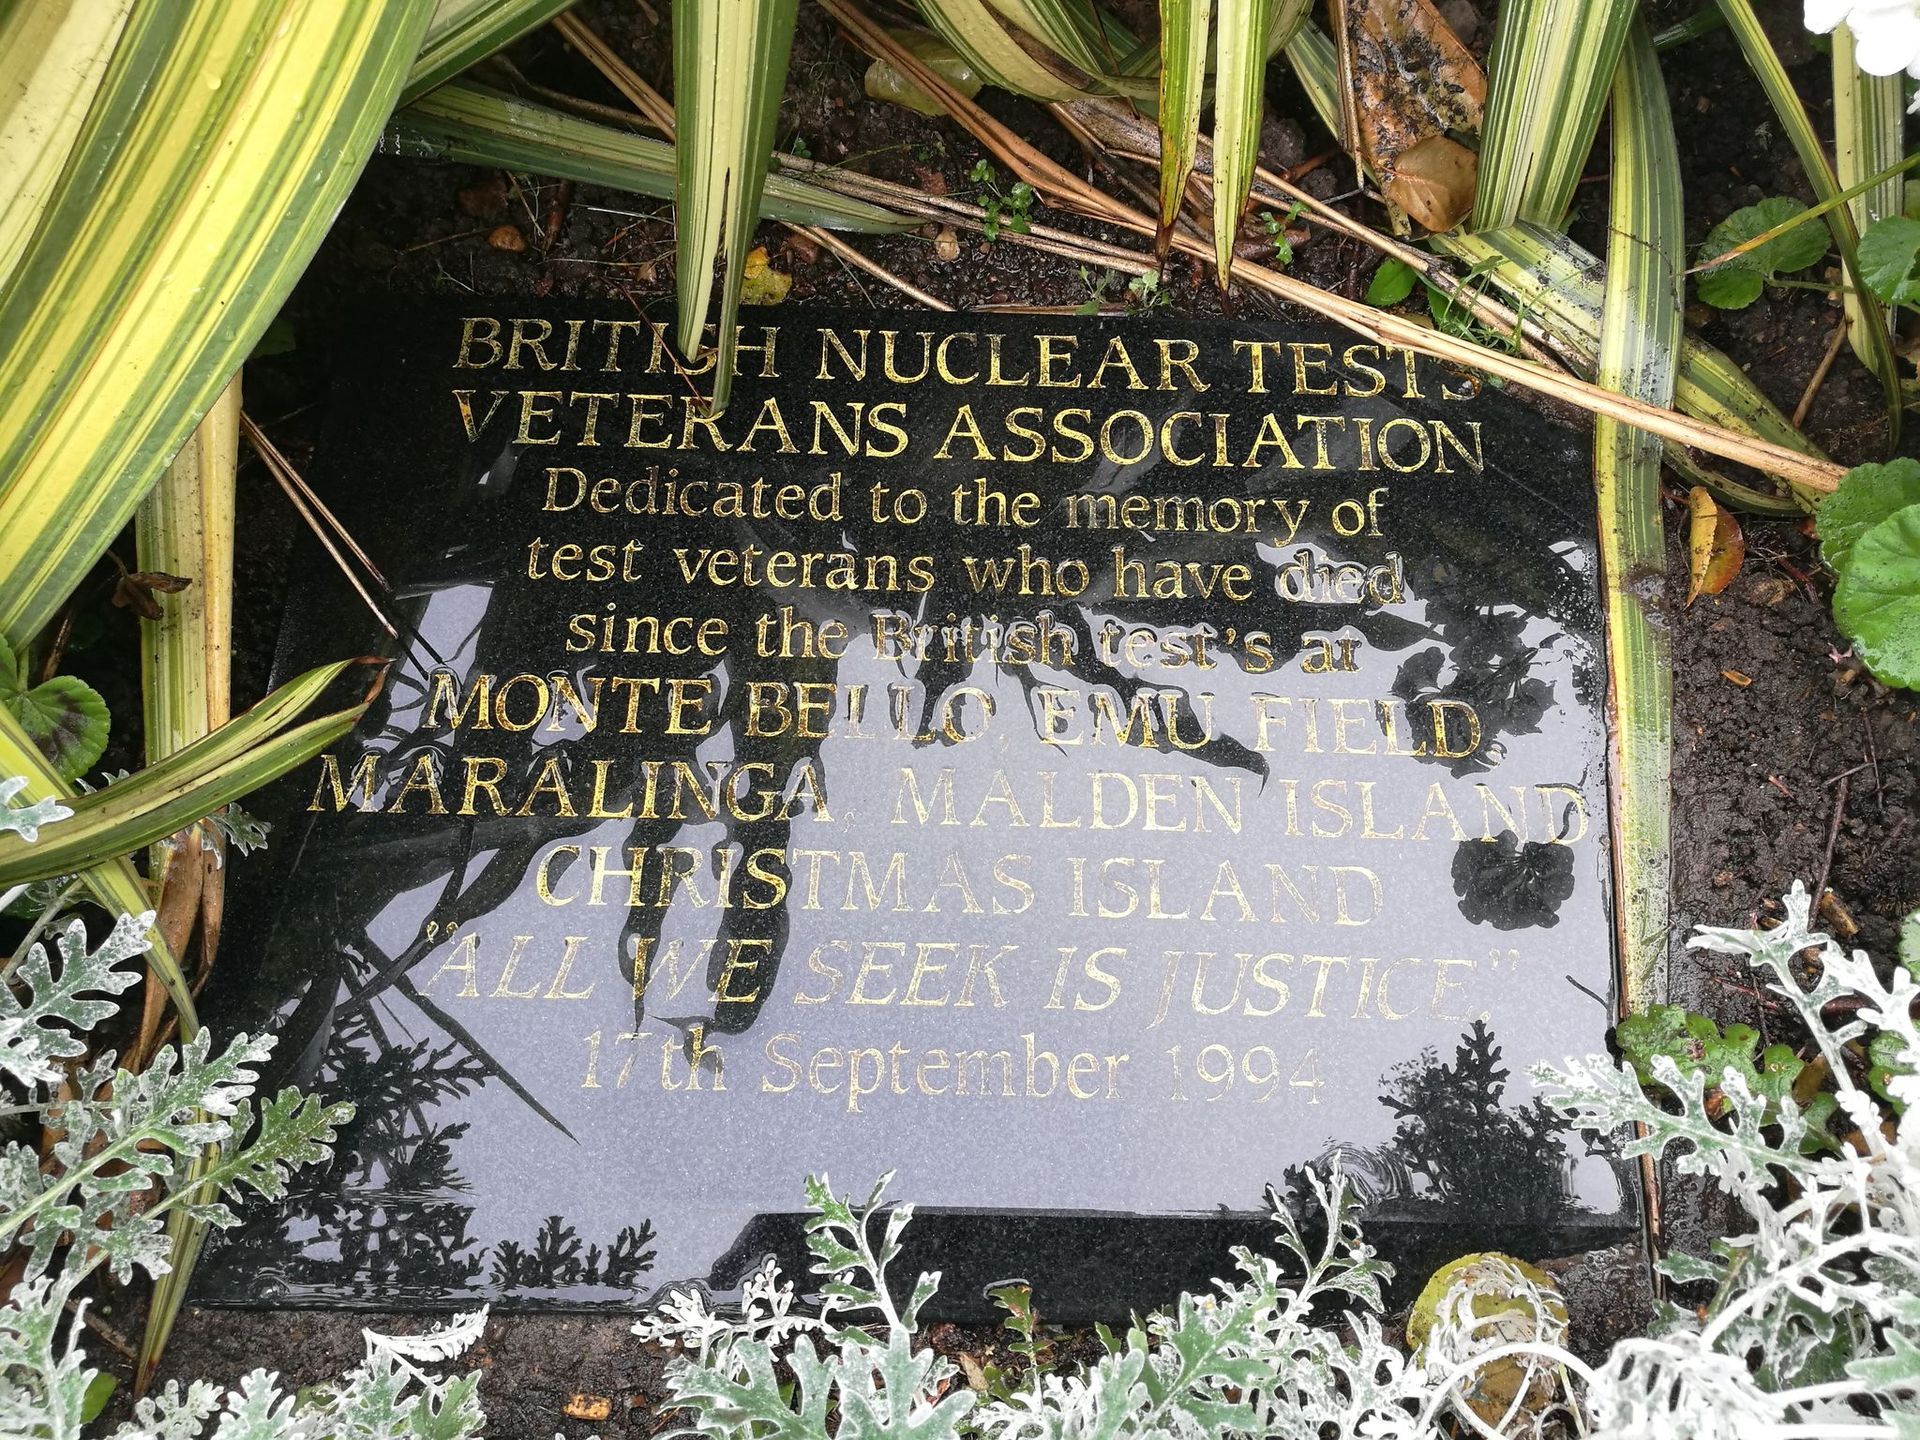 BRITISH NUCLEAR TESTS
VETERANS ASSOCIATION
Dedicated to the memory of
test veterans who have died
since the British test's at
MONTE BELLO, EMU FIELD,
MARALINGA, MALDEN ISLAND
CHRISTMAS ISLAND
"ALL WE SEEK IS JUSTICE."
17th September 1994